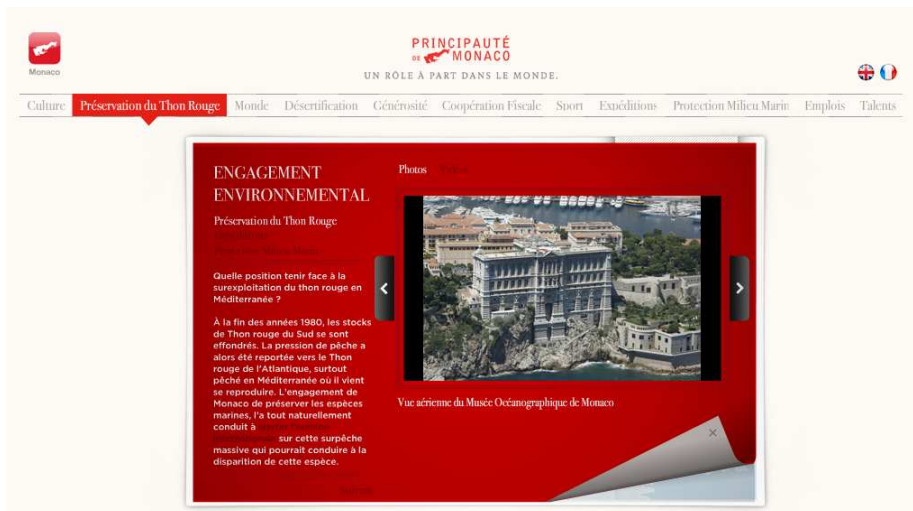 PRINCIPAUTÉ
DE MONACO
Monaco
UN RÔLE À PART DANS LE MONDE.
Culture Préservation du Thon Rouge Monde Désertification Générosité Coopération Fiscale Sport Expéditions Protection Milieu Marin Emplois Talents
ENGAGEMENT
ENVIRONNEMENTAL
Préservation du Thon Rouge
Quelle position tenir face à la
surexploitation du thon rouge en
Méditerranée ?
À la fin des années 1980, les stocks
de Thon rouge du Sud se sont
effondrés. La pression de pêche a
alors été reportée vers le Thon
rouge de l'Atlantique, surtout
pêché en Méditerranée où il vient
se reproduire. L'engagement de
Monaco de préserver les espèces
marines, l'a tout naturellement
conduit à
sur cette surpêche
massive qui pourrait conduire à la
disparition de cette espèce.
Photos
Vue aérienne du Musée Océanographique de Monaco